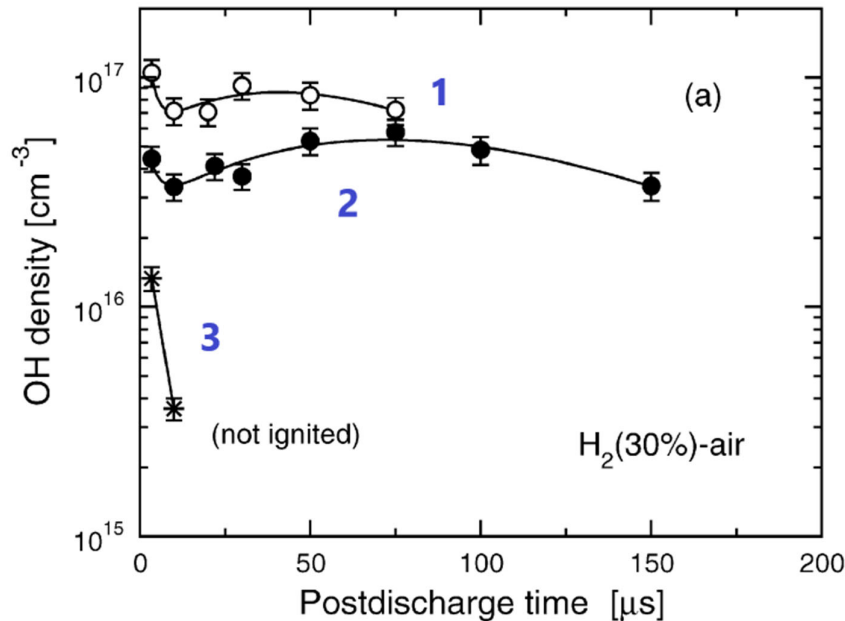 10^17
10^16
10^15
OH density [cm^-3]
1
2
3
(a)
(not ignited)
H_2(30%)-air
0
50
100
150
200
Postdischarge time [μs]